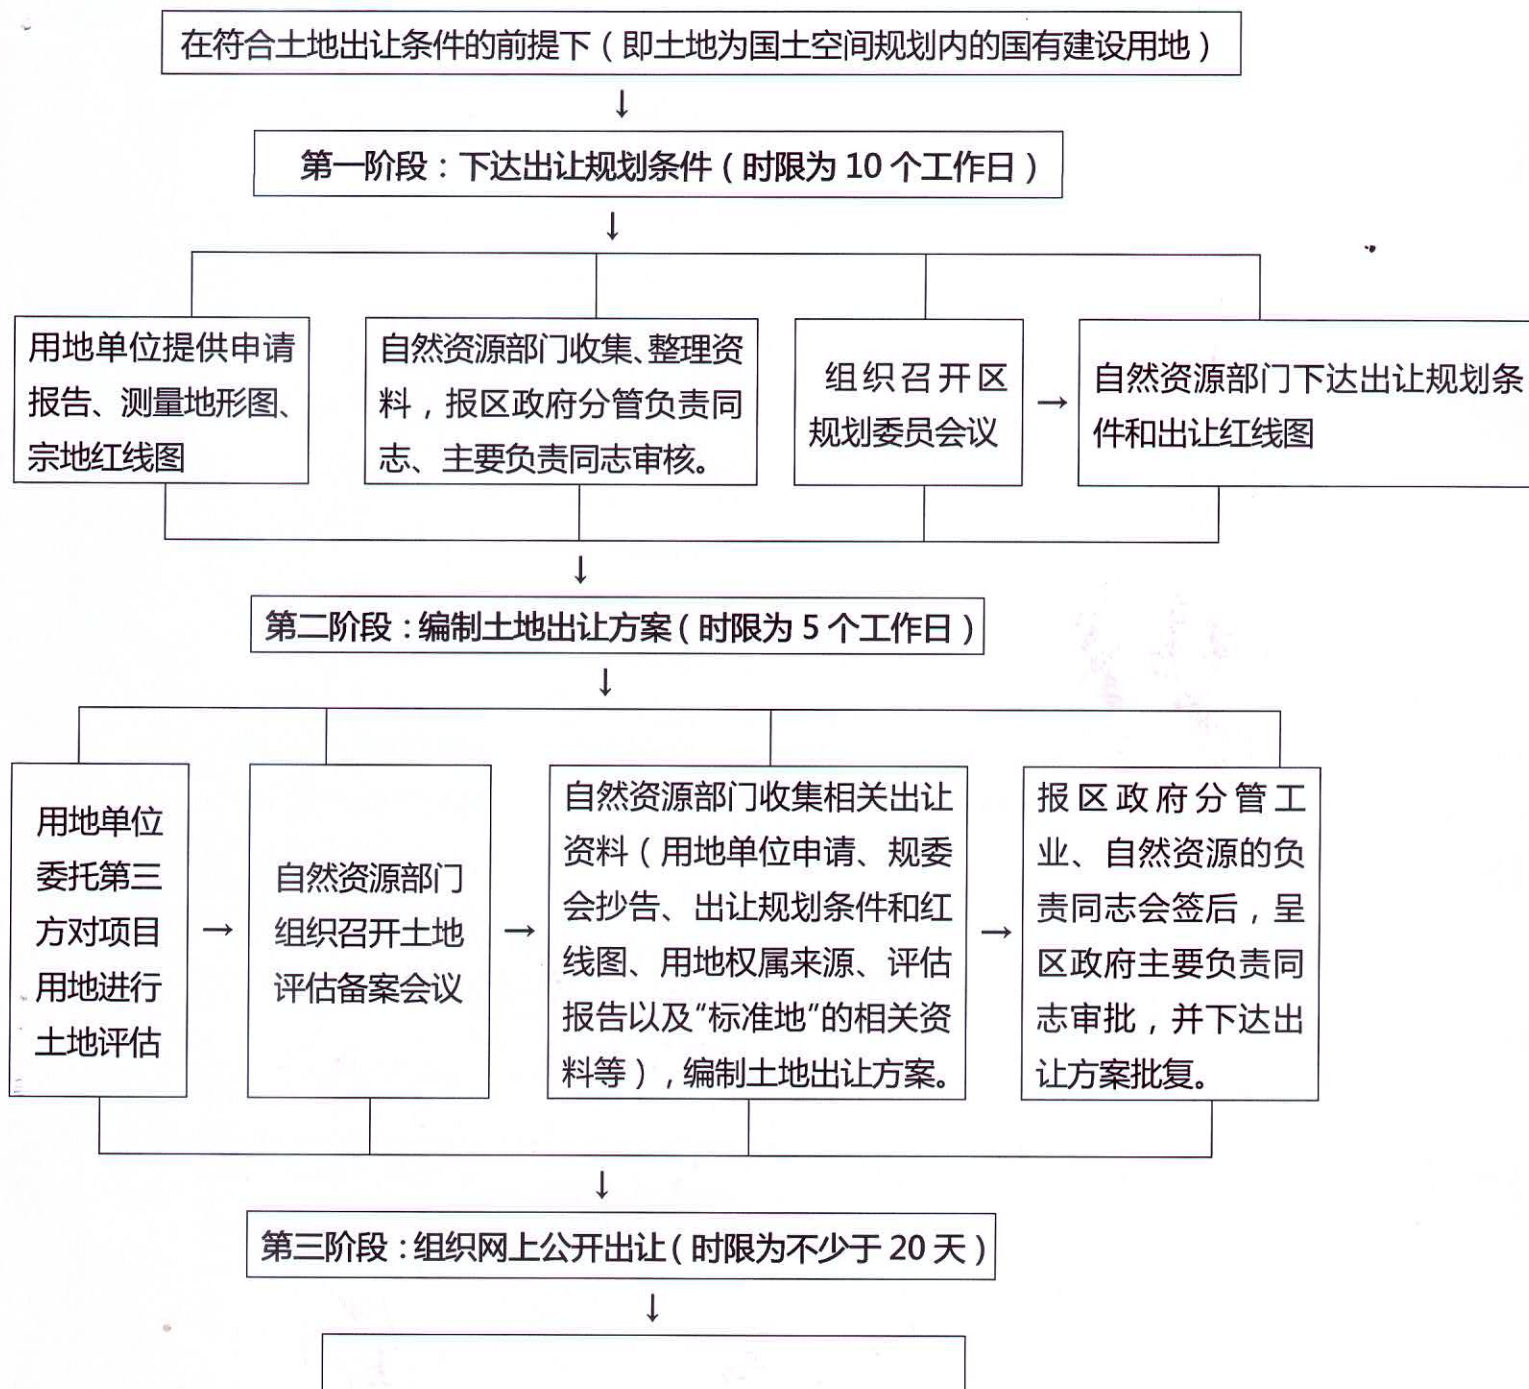 在符合土地出让条件的前提下（即土地为国土空间规划内的国有建设用地）
↓
第一阶段：下达出让规划条件（时限为 10 个工作日）
↓
用地单位提供申请
报告、测量地形图、
宗地红线图
自然资源部门收集、整理资
料，报区政府分管负责同
志、主要负责同志审核。
组织召开区
规划委员会议
→
自然资源部门下达出让规划条
件和出让红线图
↓
第二阶段：编制土地出让方案（时限为 5 个工作日）
↓
用地单位
委托第三
方对项目
用地进行
土地评估
→
自然资源部门
组织召开土地
评估备案会议
→
自然资源部门收集相关出让
资料（用地单位申请、规委
会抄告、出让规划条件和红
线图、用地权属来源、评估
报告以及“标准地”的相关资
料等），编制土地出让方案。
→
报区政府分管工
业、自然资源的负
责同志会签后，呈
区政府主要负责同
志审批，并下达出
让方案批复。
↓
第三阶段：组织网上公开出让（时限为不少于 20 天）
↓